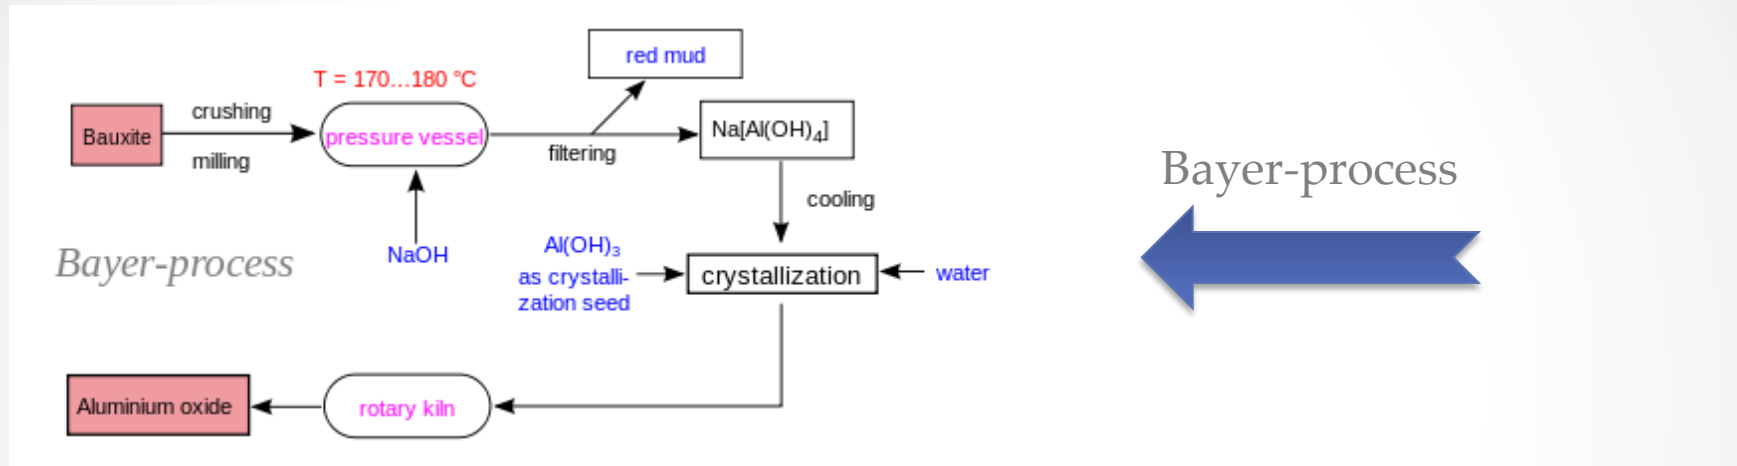 red mud
T = 170...180 °C
crushing
Bauxite
pressure vessel
milling
filtering
Na[Al(OH)₄]
Bayer-process
cooling
NaOH
Bayer-process
Al(OH)₃
as crystalli-
zation seed
crystallization
water
Aluminium oxide
rotary kiln